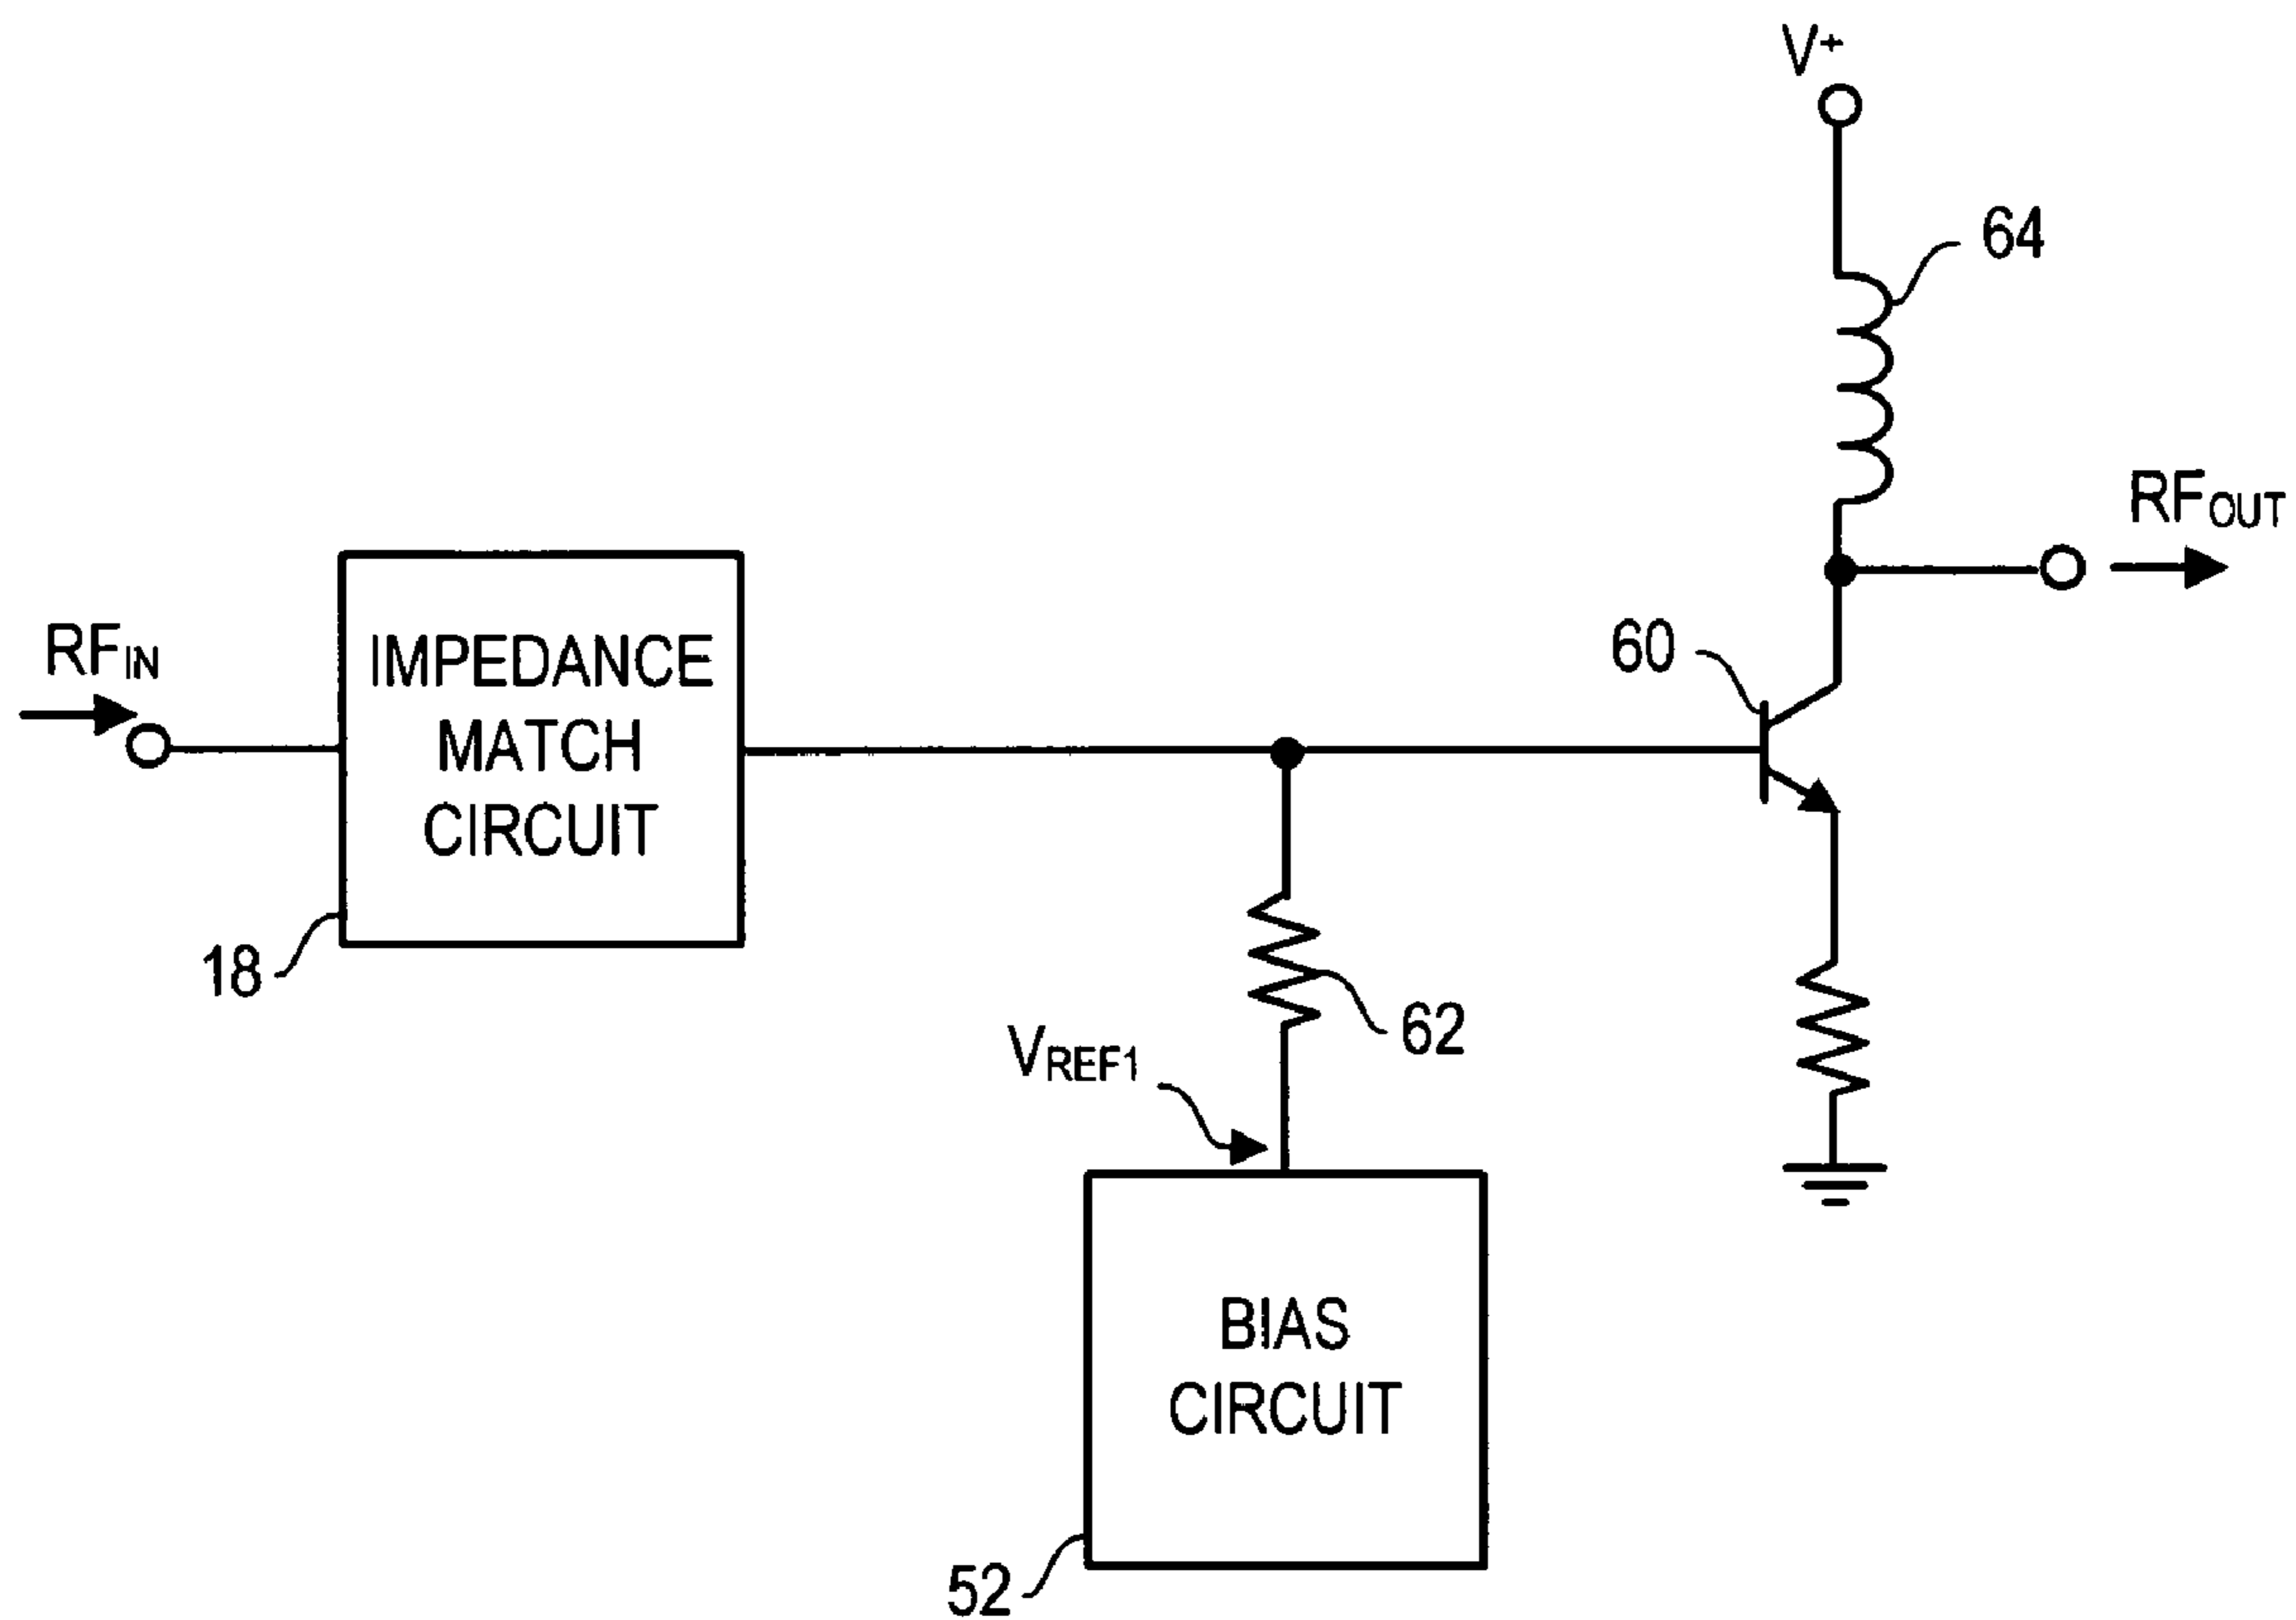 V+
64
RFOUT
60
RFIN
IMPEDANCE
MATCH
CIRCUIT
18
62
VREF1
BIAS
CIRCUIT
52